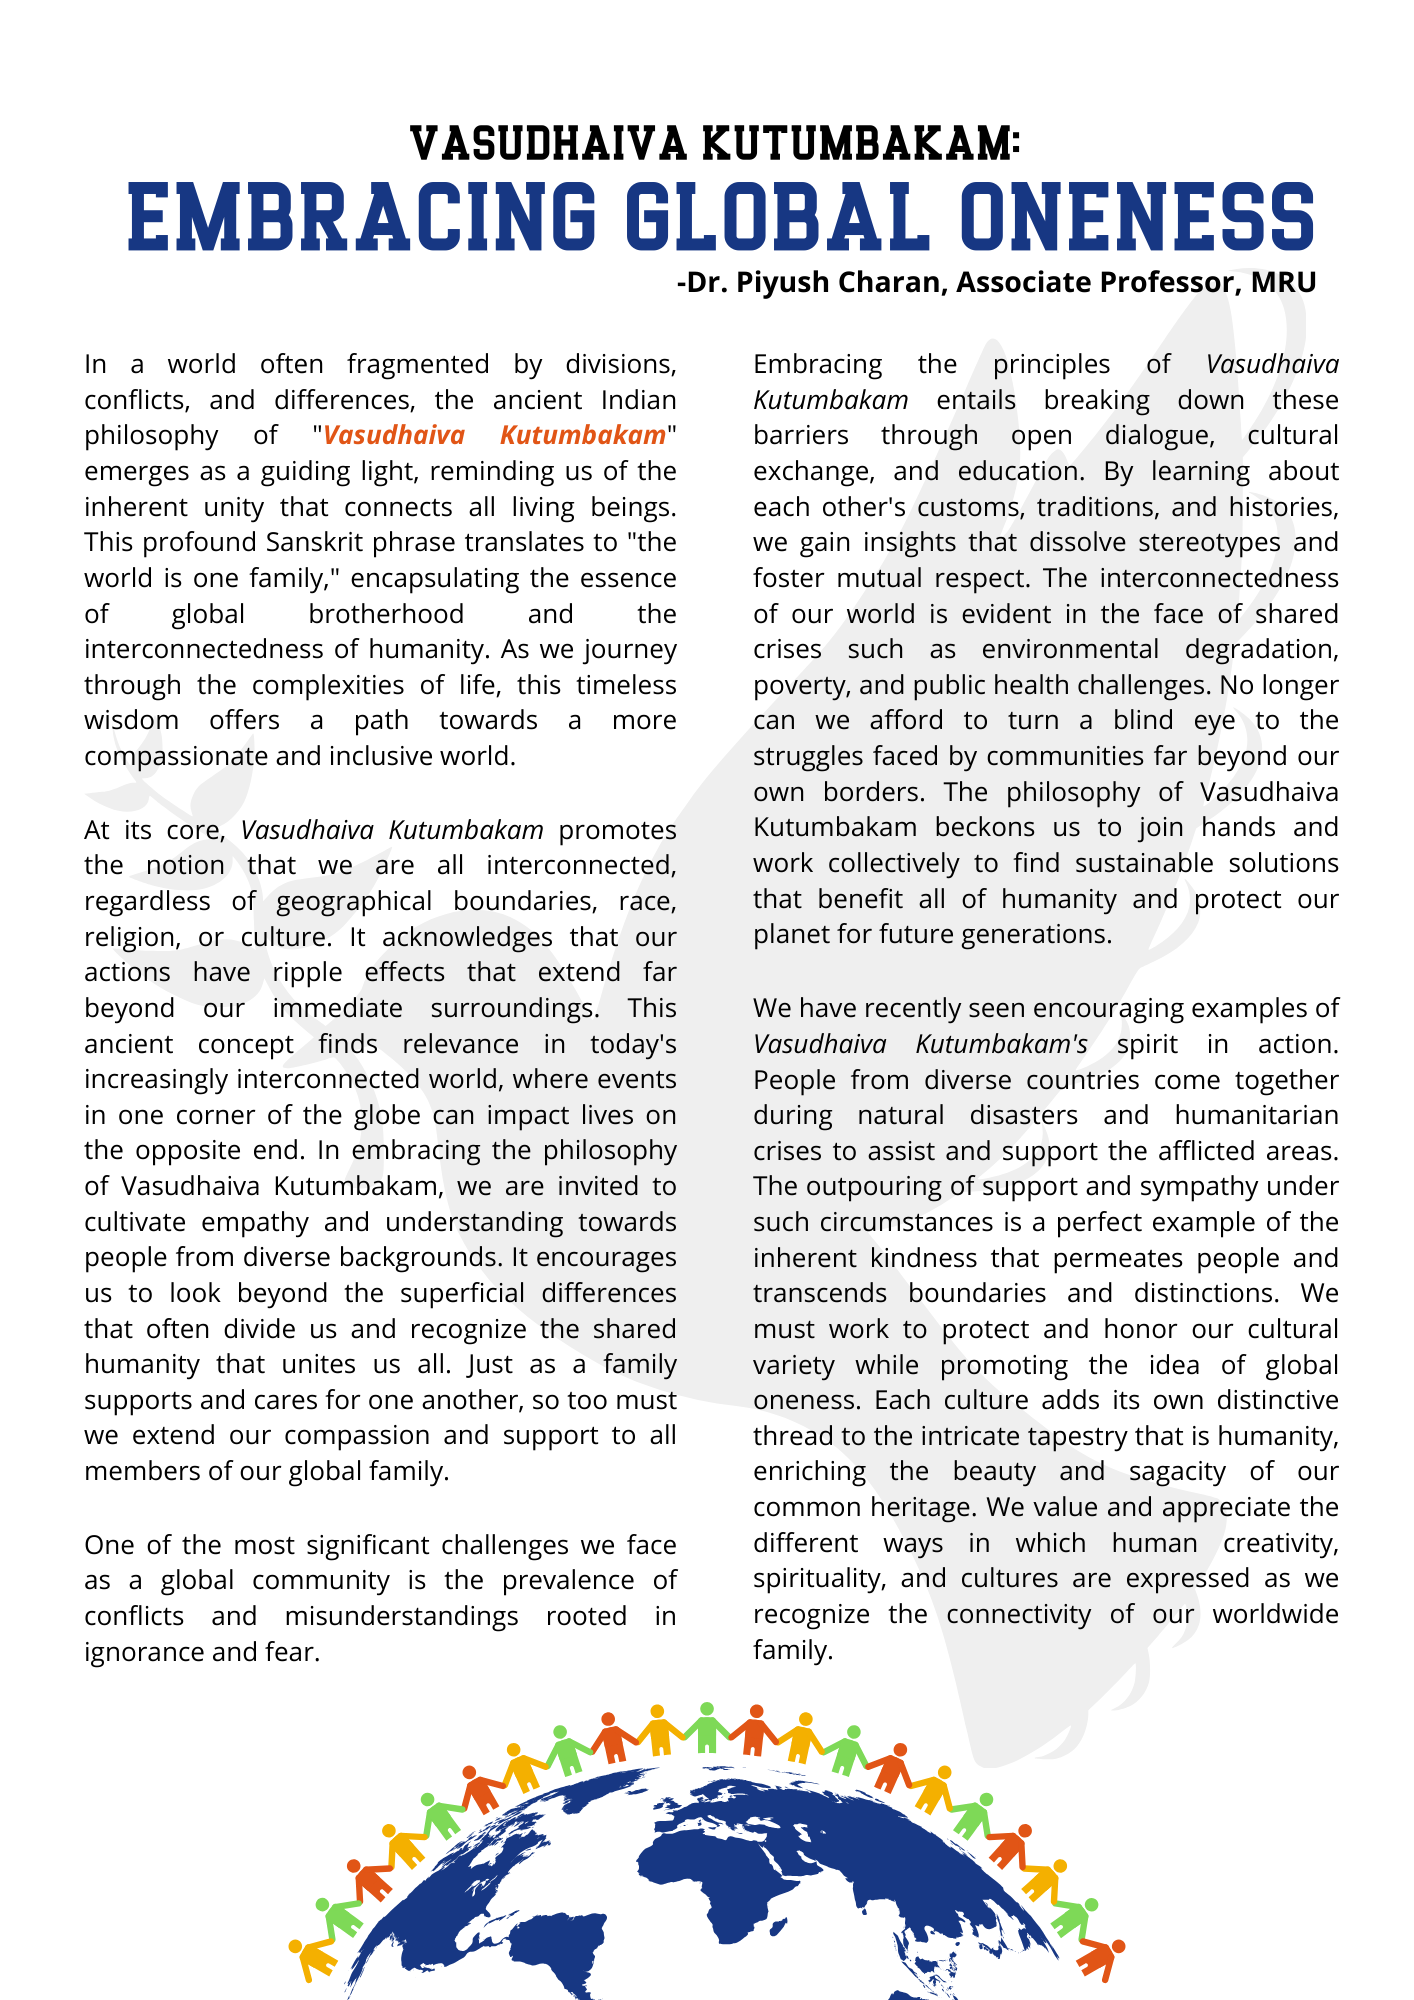 VASUDHAIVA KUTUMBAKAM:
EMBRACING GLOBAL ONENESS
-Dr. Piyush Charan, Associate Professor, MRU
In a world often fragmented by divisions,
conflicts, and differences, the ancient Indian
philosophy of "Vasudhaiva Kutumbakam"
emerges as a guiding light, reminding us of the
inherent unity that connects all living beings.
This profound Sanskrit phrase translates to "the
world is one family," encapsulating the essence
of global brotherhood and the
interconnectedness of humanity. As we journey
through the complexities of life, this timeless
wisdom offers a path towards a more
compassionate and inclusive world.
At its core, Vasudhaiva Kutumbakam promotes
the notion that we are all interconnected,
regardless of geographical boundaries, race,
religion, or culture. It acknowledges that our
actions have ripple effects that extend far
beyond our immediate surroundings. This
ancient concept finds relevance in today's
increasingly interconnected world, where events
in one corner of the globe can impact lives on
the opposite end. In embracing the philosophy
of Vasudhaiva Kutumbakam, we are invited to
cultivate empathy and understanding towards
people from diverse backgrounds. It encourages
us to look beyond the superficial differences
that often divide us and recognize the shared
humanity that unites us all. Just as a family
supports and cares for one another, so too must
we extend our compassion and support to all
members of our global family.
One of the most significant challenges we face
as a global community is the prevalence of
conflicts and misunderstandings rooted in
ignorance and fear.
Embracing the principles of Vasudhaiva
Kutumbakam entails breaking down these
barriers through open dialogue, cultural
exchange, and education. By learning about
each other's customs, traditions, and histories,
we gain insights that dissolve stereotypes and
foster mutual respect. The interconnectedness
of our world is evident in the face of shared
crises such as environmental degradation,
poverty, and public health challenges. No longer
can we afford to turn a blind eye to the
struggles faced by communities far beyond our
own borders. The philosophy of Vasudhaiva
Kutumbakam beckons us to join hands and
work collectively to find sustainable solutions
that benefit all of humanity and protect our
planet for future generations.
We have recently seen encouraging examples of
Vasudhaiva Kutumbakam's spirit in action.
People from diverse countries come together
during natural disasters and humanitarian
crises to assist and support the afflicted areas.
The outpouring of support and sympathy under
such circumstances is a perfect example of the
inherent kindness that permeates people and
transcends boundaries and distinctions. We
must work to protect and honor our cultural
variety while promoting the idea of global
oneness. Each culture adds its own distinctive
thread to the intricate tapestry that is humanity,
enriching the beauty and sagacity of our
common heritage. We value and appreciate the
different ways in which human creativity,
spirituality, and cultures are expressed as we
recognize the connectivity of our worldwide
family.